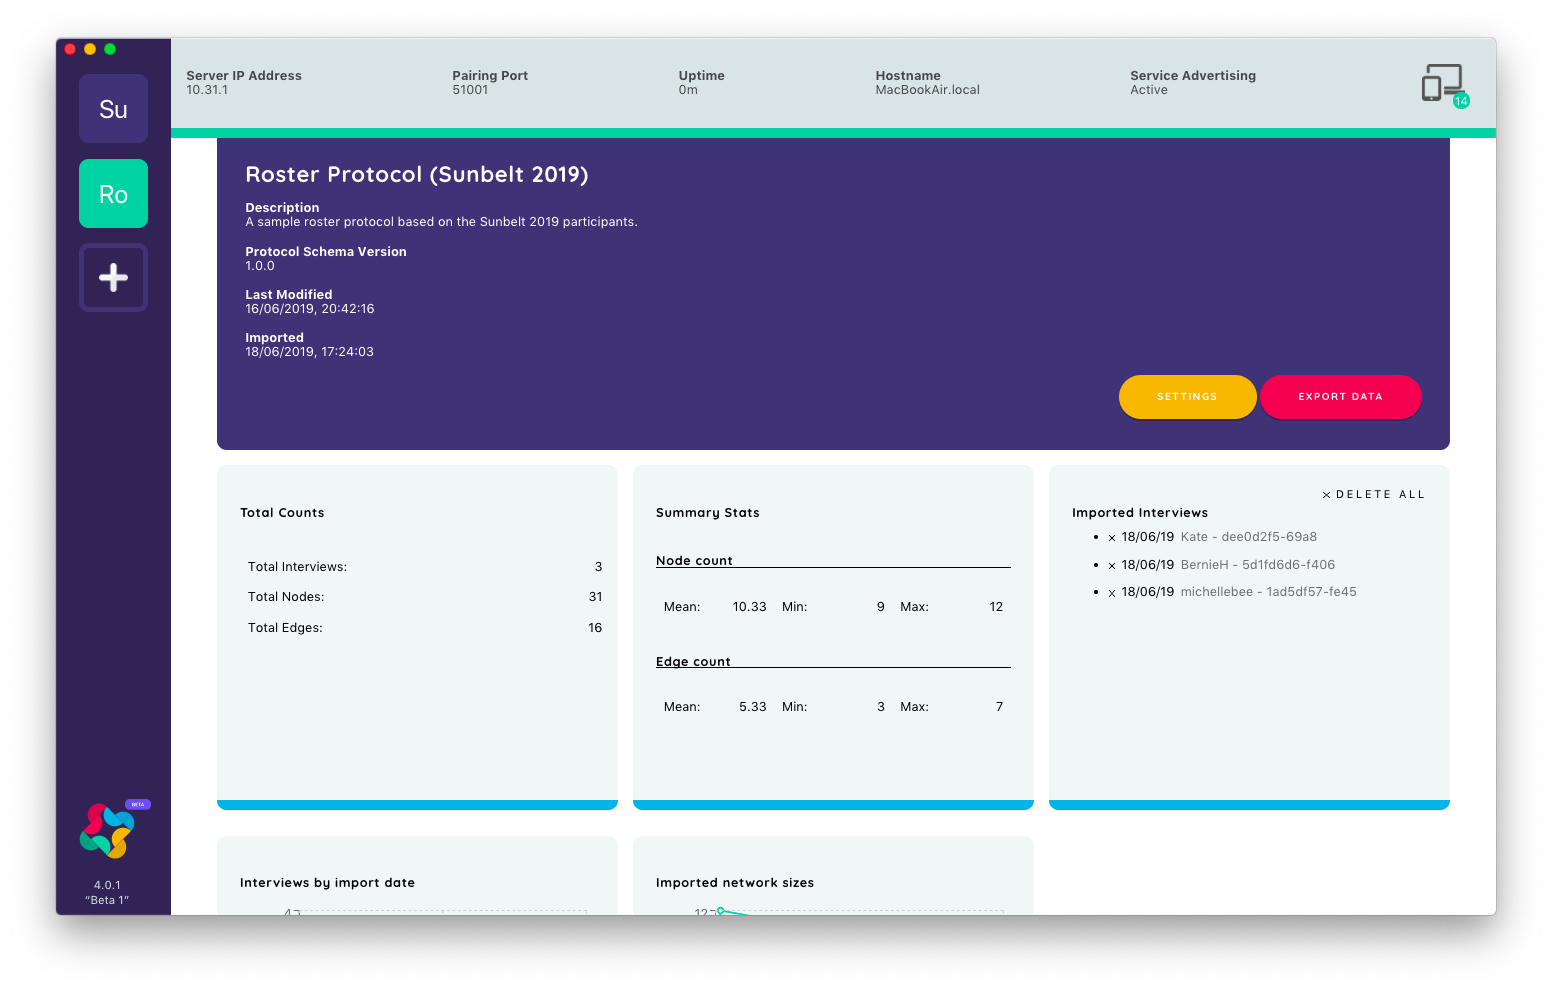 Su
Ro
Server IP Address
10.31.1
Pairing Port
51001
Uptime
0m
Hostname
MacBookAir.local
Service Advertising
Active
14
Roster Protocol (Sunbelt 2019)
Description
A sample roster protocol based on the Sunbelt 2019 participants.
Protocol Schema Version
1.0.0
Last Modified
16/06/2019, 20:42:16
Imported
18/06/2019, 17:24:03
SETTINGS
EXPORT DATA
Total Counts
Total Interviews: 3
Total Nodes: 31
Total Edges: 16
Summary Stats
Node count
Mean: 10.33 Min: 9 Max: 12
Edge count
Mean: 5.33 Min: 3 Max: 7
× DELETE ALL
Imported Interviews
• × 18/06/19 Kate - dee0d2f5-69a8
• × 18/06/19 BernieH - 5d1fd6d6-f406
• × 18/06/19 michellebee - 1ad5df57-fe45
Interviews by import date
4
Imported network sizes
12
BETA
4.0.1
“Beta 1”